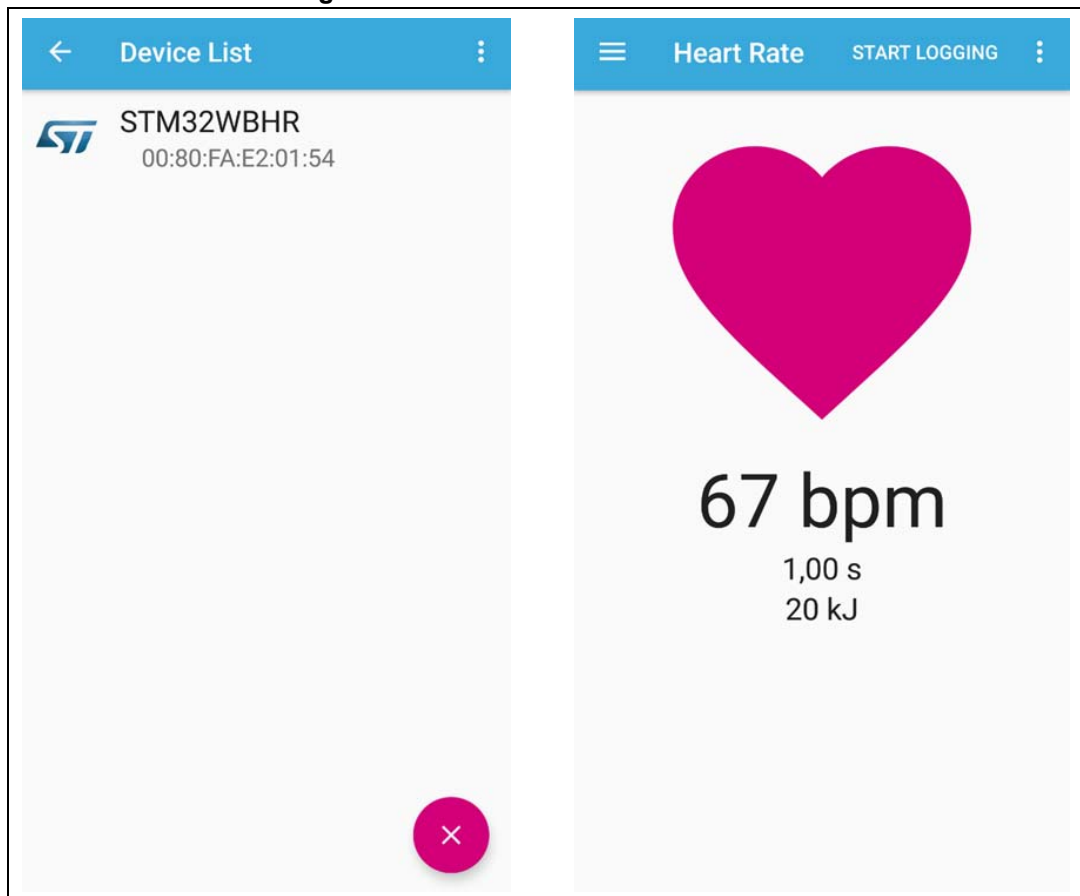 Device List
STM32WBHR
00:80:FA:E2:01:54
Heart Rate START LOGGING
67 bpm
1,00 s
20 kJ